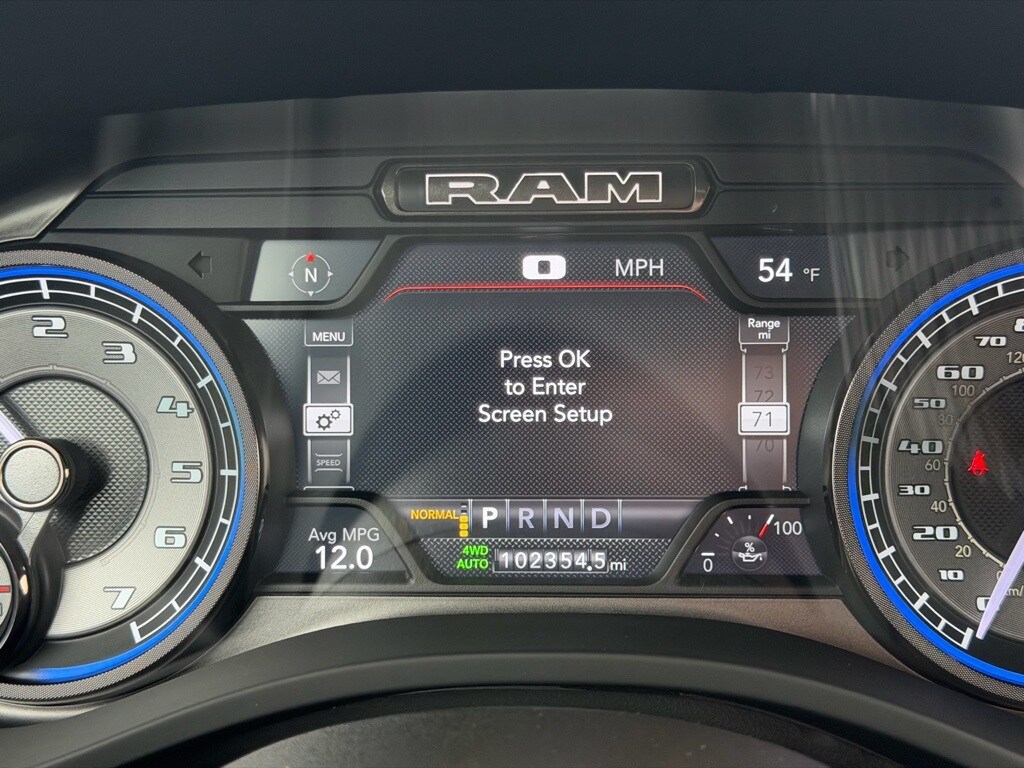 RAM
N
0 MPH
54 °F
MENU
Range
mi
Press OK
to Enter
Screen Setup
73
72
71
70
SPEED
NORMAL P R N D
Avg MPG
12.0
4WD
AUTO
102354.5 mi
0 % 100
2
3
4
5
6
7
70
60
50
40
30
20
10
0
120
100
80
60
40
20